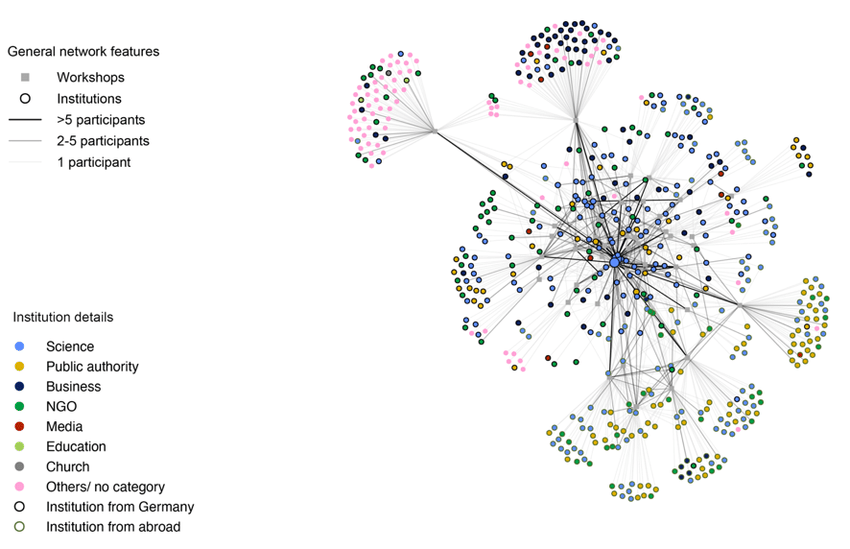 General network features
Workshops
Institutions
>5 participants
2-5 participants
1 participant
Institution details
Science
Public authority
Business
NGO
Media
Education
Church
Others/ no category
Institution from Germany
Institution from abroad